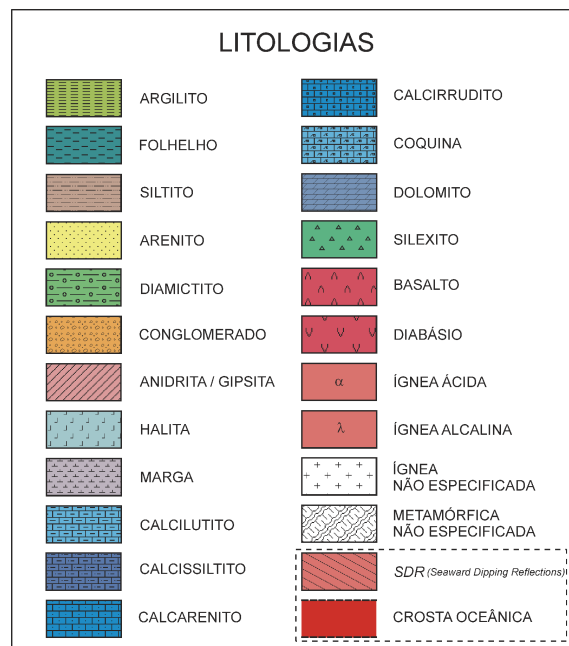 LITOLOGIAS
ARGILITO
FOLHELHO
SILTITO
ARENITO
DIAMICTITO
CONGLOMERADO
ANIDRITA / GIPSITA
HALITA
MARGA
CALCILUTITO
CALCISSILTITO
CALCARENITO
CALCIRRUDITO
COQUINA
DOLOMITO
SILEXITO
BASALTO
DIABÁSIO
α
ÍGNEA ÁCIDA
λ
ÍGNEA ALCALINA
ÍGNEA
NÃO ESPECIFICADA
METAMÓRFICA
NÃO ESPECIFICADA
SDR (Seaward Dipping Reflections)
CROSTA OCEÂNICA